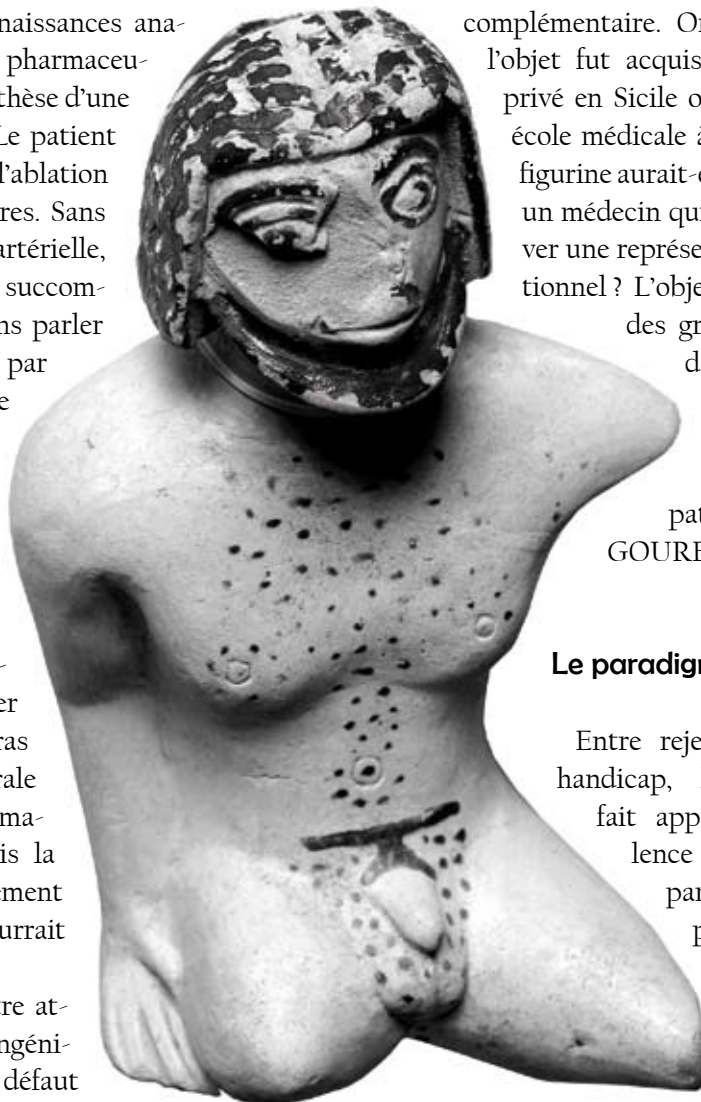 naissances ana-
pharmaceu-
thèse d'une
Le patient
l'ablation
res. Sans
artérielle,
succom-
ns parler
par
e
-
er
ras
rale
ma-
is la
ement
urrait
re at-
ngéni-
défaut
complémentaire. Or
l'objet fut acquis
privé en Sicile o
école médicale à
figurine aurait-e
un médecin qui
ver une représe
tionnel ? L'obje
des gr
d
pat
GOURE
Le paradigm
Entre reje
handicap,
fait app
lence
par
p